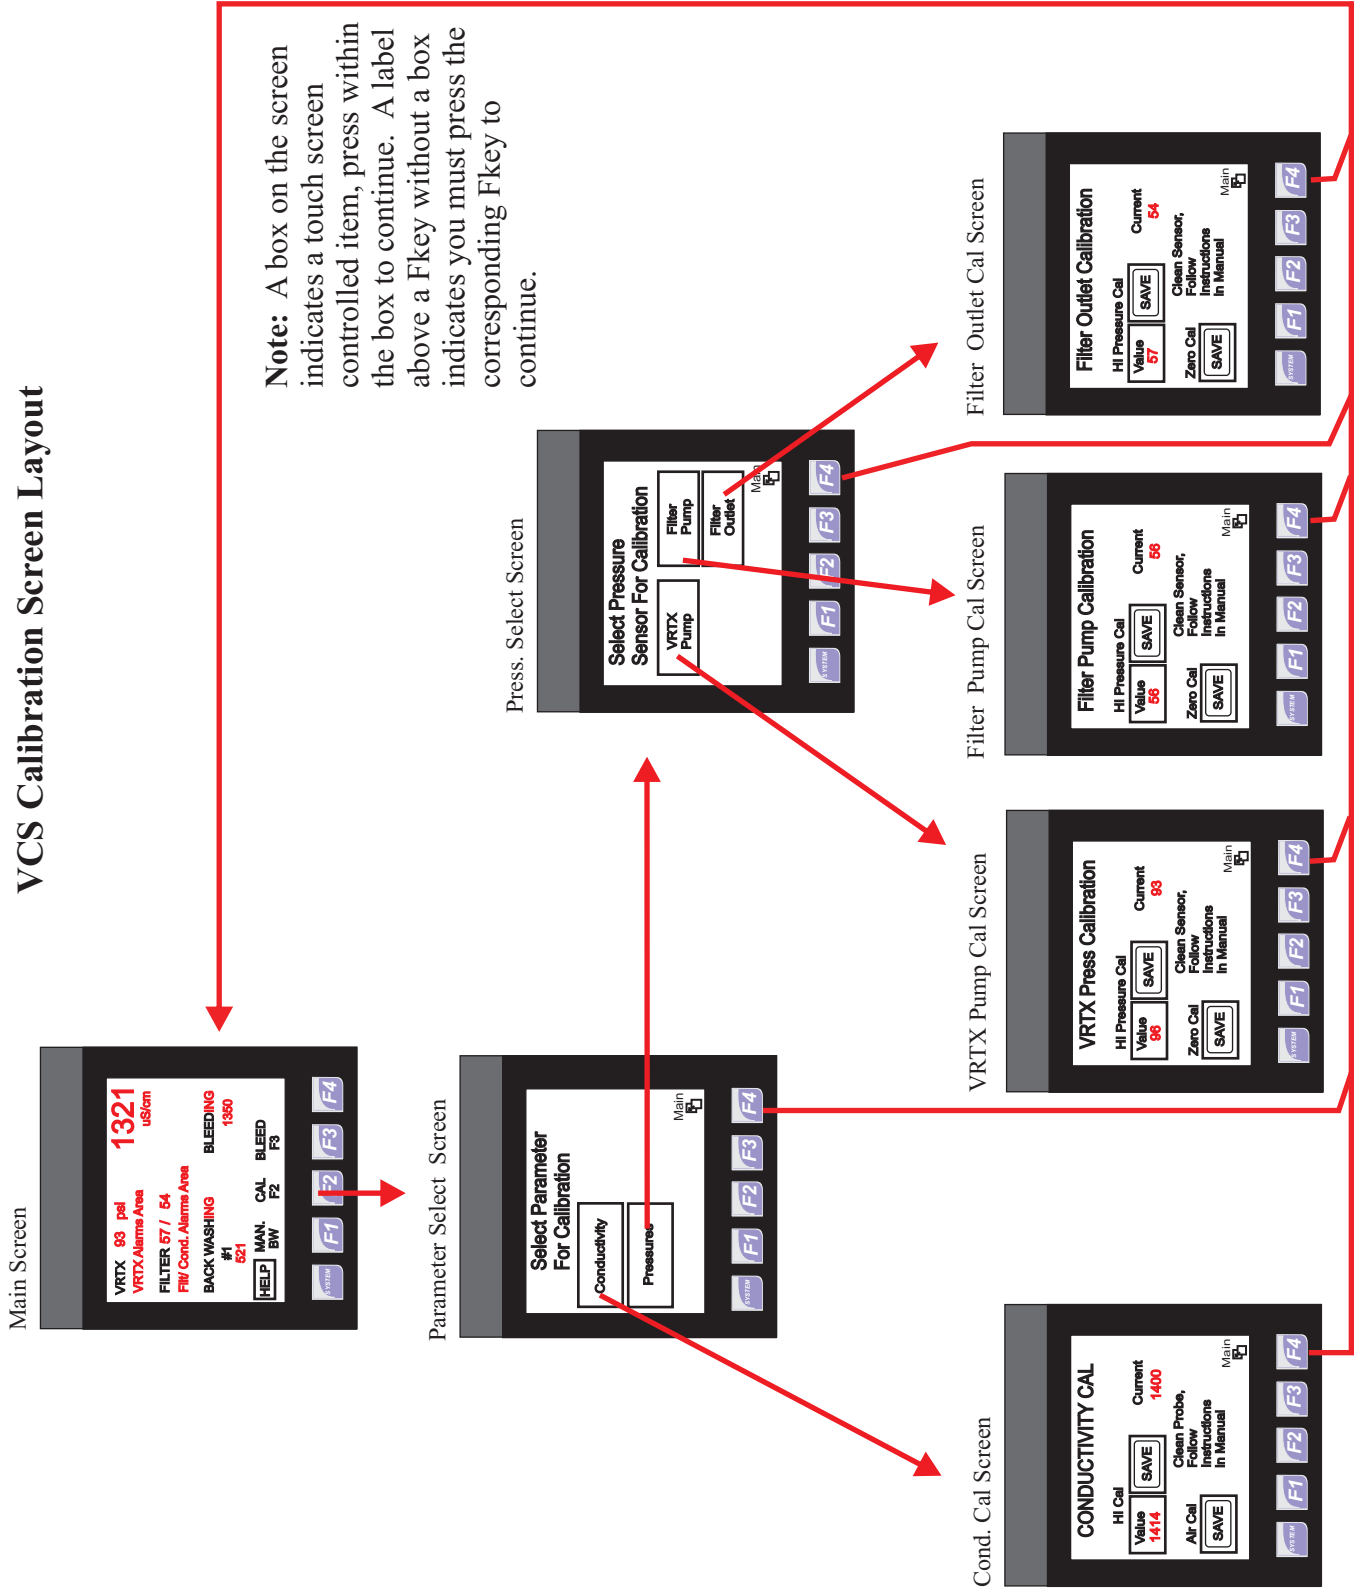 VCS Calibration Screen Layout
Main Screen
VRTX 93 psi
1321
uS/cm
VRTX Alarms Area
FILTER 57 / 54
Filt/ Cond. Alarms Area
BACK WASHING
BLEEDING
#1
1350
521
HELP
MAN.
BW
CAL
F2
BLEED
F3
SYSTEM F1 F2 F3 F4
Note: A box on the screen
indicates a touch screen
controlled item, press within
the box to continue. A label
above a Fkey without a box
indicates you must press the
corresponding Fkey to
continue.
Parameter Select Screen
Select Parameter
For Calibration
Conductivity
Pressures
Main
SYSTEM F1 F2 F3 F4
Press. Select Screen
Select Pressure
Sensor For Calibration
VRTX
Pump
Filter
Pump
Filter
Outlet
Main
SYSTEM F1 F2 F3 F4
Cond. Cal Screen
CONDUCTIVITY CAL
Hi Cal
Value
1414
SAVE
Current
1400
Air Cal
SAVE
Clean Probe,
Follow
Instructions
In Manual
Main
SYSTEM F1 F2 F3 F4
VRTX Pump Cal Screen
VRTX Press Calibration
Hi Pressure Cal
Value
96
SAVE
Current
93
Zero Cal
SAVE
Clean Sensor,
Follow
Instructions
In Manual
Main
SYSTEM F1 F2 F3 F4
Filter Pump Cal Screen
Filter Pump Calibration
Hi Pressure Cal
Value
56
SAVE
Current
56
Zero Cal
SAVE
Clean Sensor,
Follow
Instructions
In Manual
Main
SYSTEM F1 F2 F3 F4
Filter Outlet Cal Screen
Filter Outlet Calibration
Hi Pressure Cal
Value
57
SAVE
Current
54
Zero Cal
SAVE
Clean Sensor,
Follow
Instructions
In Manual
Main
SYSTEM F1 F2 F3 F4